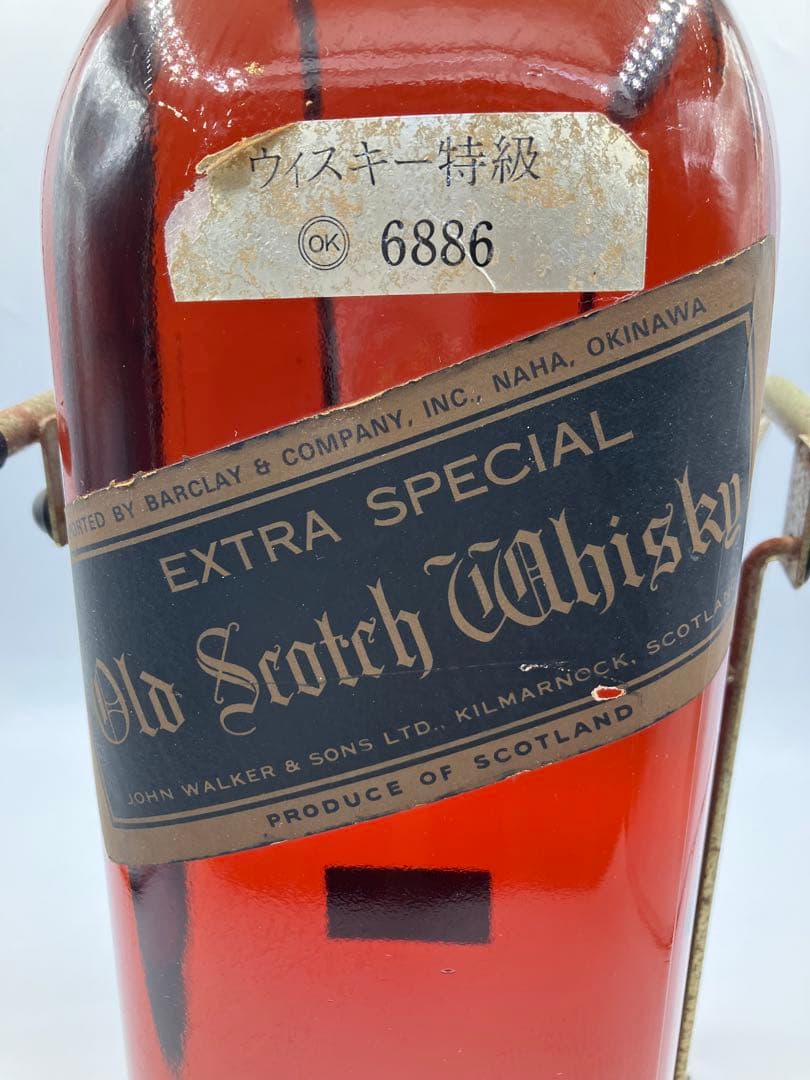 ウィスキー特級
OK 6886
ORTED BY BARCLAY & COMPANY, INC., NAHA, OKINAWA
EXTRA SPECIAL
Old Scotch Whisky
JOHN WALKER & SONS LTD., KILMARNOCK, SCOTLAN
PRODUCE OF SCOTLAND